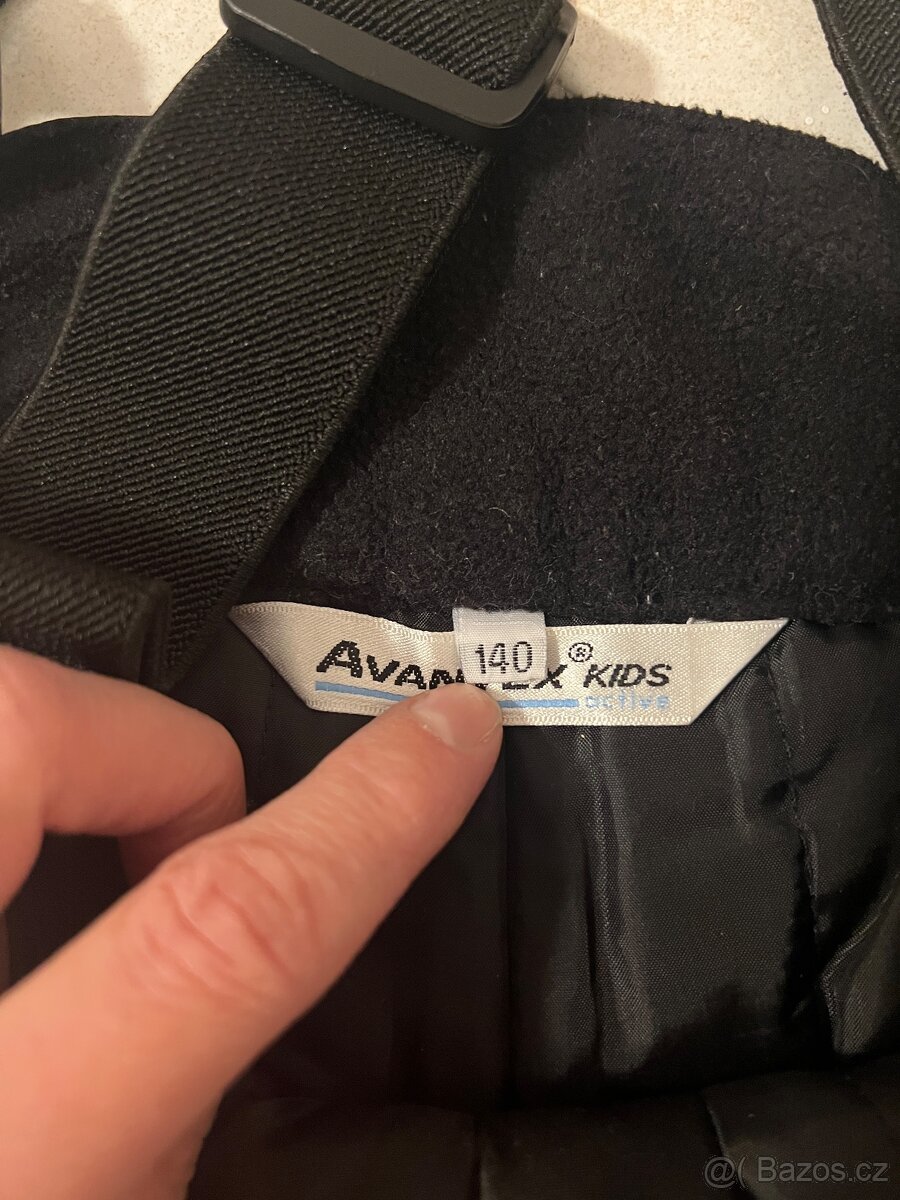 140
® KIDS
active
@( Bazos.cz